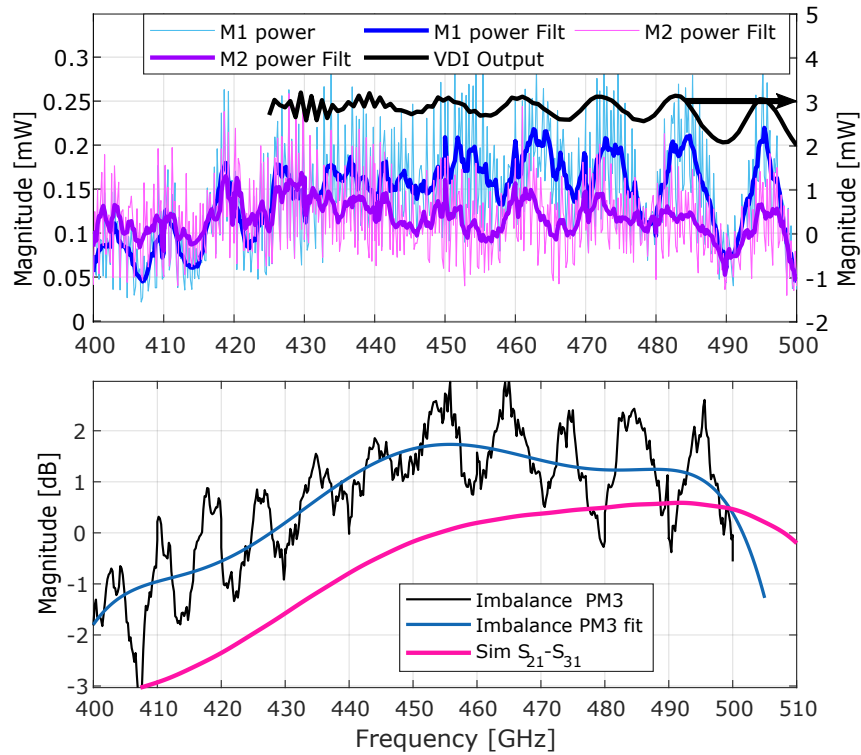 M1 power M1 power Filt M2 power Filt
M2 power Filt VDI Output
Magnitude [mW]
0.35
0.3
0.25
0.2
0.15
0.1
0.05
0
5
4
3
2
1
0
-1
-2
Magnitude [mW]
400 410 420 430 440 450 460 470 480 490 500
Magnitude [dB]
2
1
0
-1
-2
-3
Imbalance PM3
Imbalance PM3 fit
Sim S21-S31
400 410 420 430 440 450 460 470 480 490 500 510
Frequency [GHz]